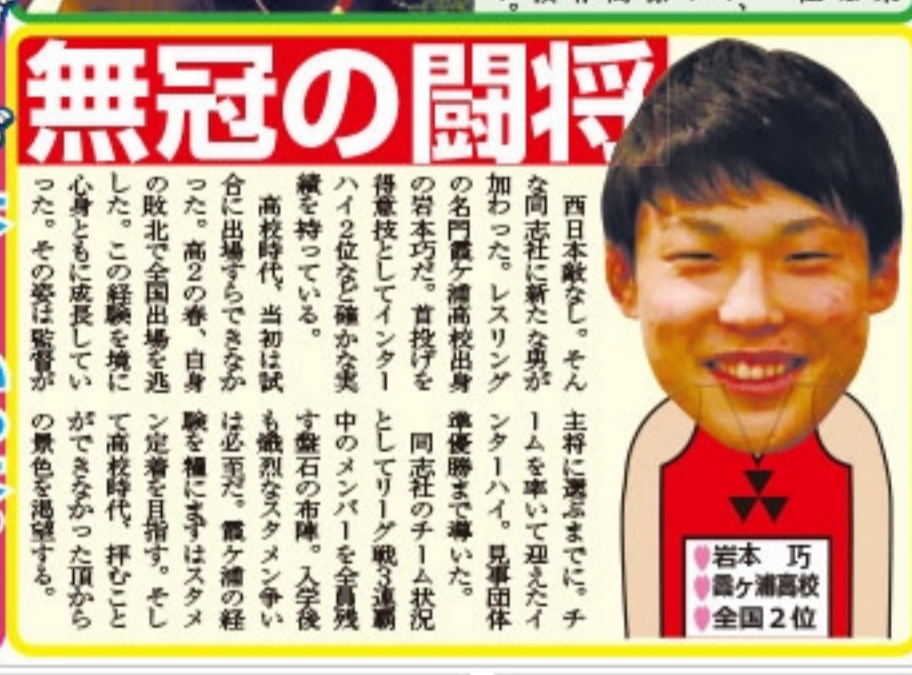 無冠の闘将
西日本敵なし。そん
な同志社に新たな男が
加わった。レスリング
の名門霞ヶ浦高校出身
の岩本巧だ。首投げを
得意技としてインター
ハイ2位など確かな実
績を持っている。
高校時代、当初は試
合に出場すらできなか
った。高2の春、自身
の敗北で全国出場を逃
した。この経験を境に
心身ともに成長してい
った。その姿は監督が
主将に選ぶまでに。チ
ームを率いて迎えたイ
ンターハイ。見事団体
準優勝まで導いた。
同志社のチーム状況
としてリーグ戦3連覇
中のメンバーを全員残
す盤石の布陣。入学後
も熾烈なスタメン争い
は必至だ。霞ヶ浦の経
験を糧にまずはスタメ
ン定着を目指す。そし
て高校時代、拝むこと
ができなかった頂から
の景色を渇望する。
岩本 巧
霞ヶ浦高校
全国2位